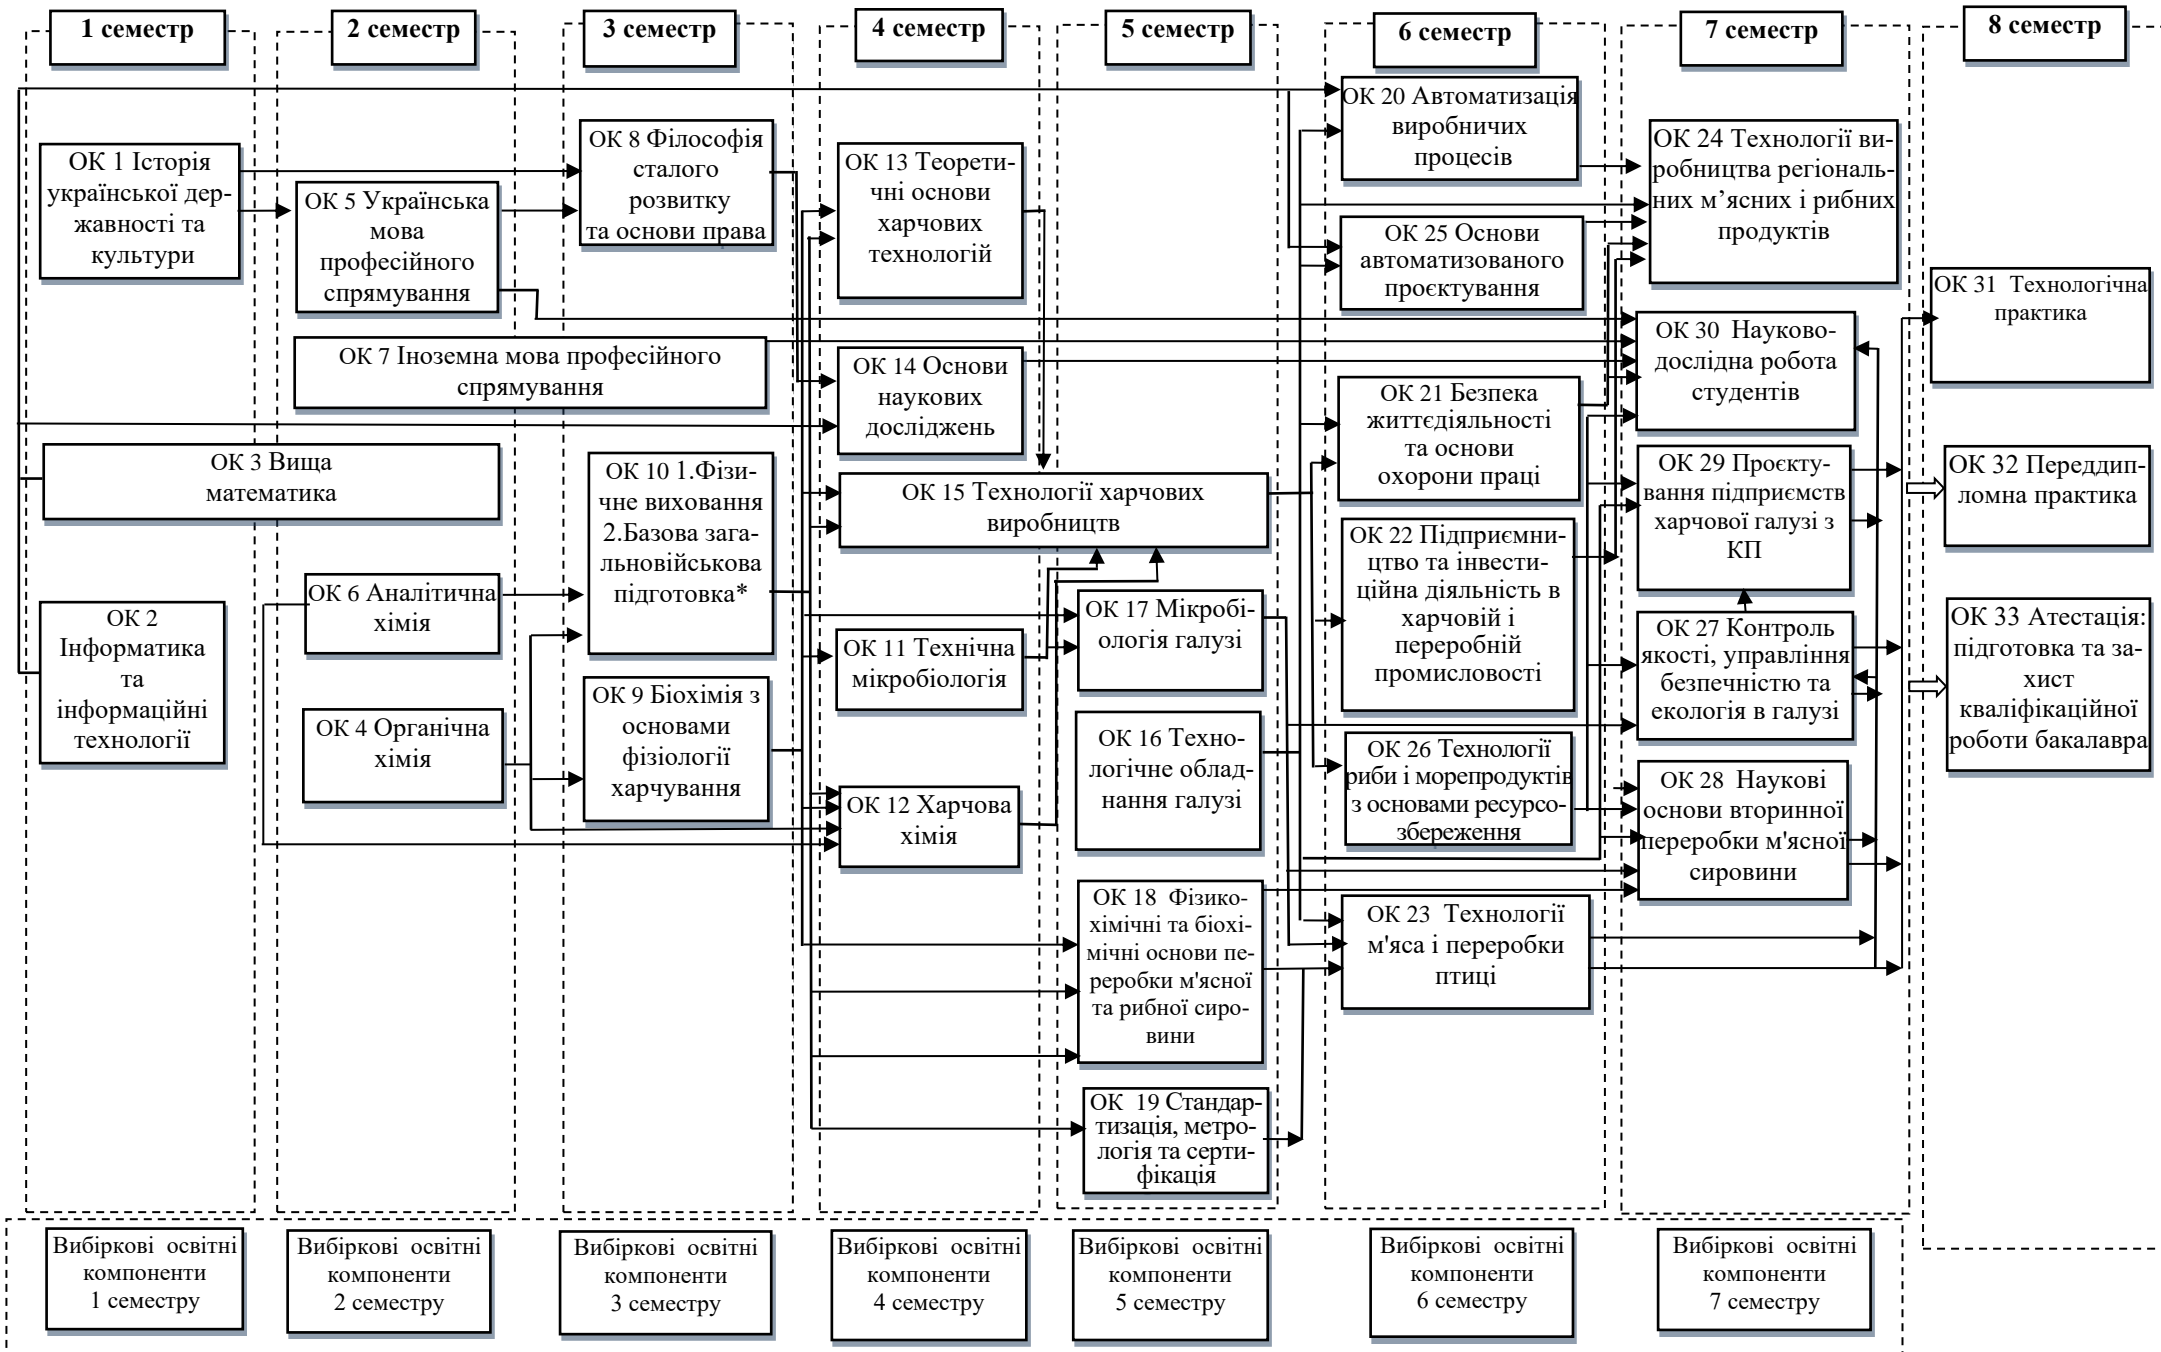 1 семестр
2 семестр
3 семестр
4 семестр
5 семестр
6 семестр
7 семестр
8 семестр
ОК 1 Історія
української дер-
жавності та
культури
ОК 3 Вища
математика
ОК 2
Інформатика
та
інформаційні
технології
ОК 5 Українська
мова
професійного
спрямування
ОК 7 Іноземна мова професійного
спрямування
ОК 6 Аналітична
хімія
ОК 4 Органічна
хімія
ОК 8 Філософія
сталого
розвитку
та основи права
ОК 10 1.Фізи-
чне виховання
2.Базова зага-
льновійськова
підготовка*
ОК 9 Біохімія з
основами
фізіології
харчування
ОК 13 Теорети-
чні основи
харчових
технологій
ОК 14 Основи
наукових
досліджень
ОК 15 Технології харчових
виробництв
ОК 11 Технічна
мікробіологія
ОК 12 Харчова
хімія
ОК 17 Мікробі-
ологія галузі
ОК 16 Техно-
логічне облад-
нання галузі
ОК 18 Фізико-
хімічні та біохі-
мічні основи пе-
реробки м'ясної
та рибної сиро-
вини
ОК 19 Стандар-
тизація, метро-
логія та серти-
фікація
ОК 20 Автоматизація
виробничих
процесів
ОК 25 Основи
автоматизованого
проєктування
ОК 21 Безпека
життєдіяльності
та основи
охорони праці
ОК 22 Підприємни-
цтво та інвести-
ційна діяльність в
харчовій і
переробній
промисловості
ОК 26 Технології
риби і морепродуктів
з основами ресурсо-
збереження
ОК 23 Технології
м'яса і переробки
птиці
ОК 24 Технології ви-
робництва регіональ-
них м’ясних і рибних
продуктів
ОК 30 Науково-
дослідна робота
студентів
ОК 29 Проєкту-
вання підприємств
харчової галузі з
КП
ОК 27 Контроль
якості, управління
безпечністю та
екологія в галузі
ОК 28 Наукові
основи вторинної
переробки м'ясної
сировини
ОК 31 Технологічна
практика
ОК 32 Переддип-
ломна практика
ОК 33 Атестація:
підготовка та за-
хист
кваліфікаційної
роботи бакалавра
Вибіркові освітні
компоненти
1 семестру
Вибіркові освітні
компоненти
2 семестру
Вибіркові освітні
компоненти
3 семестру
Вибіркові освітні
компоненти
4 семестру
Вибіркові освітні
компоненти
5 семестру
Вибіркові освітні
компоненти
6 семестру
Вибіркові освітні
компоненти
7 семестру